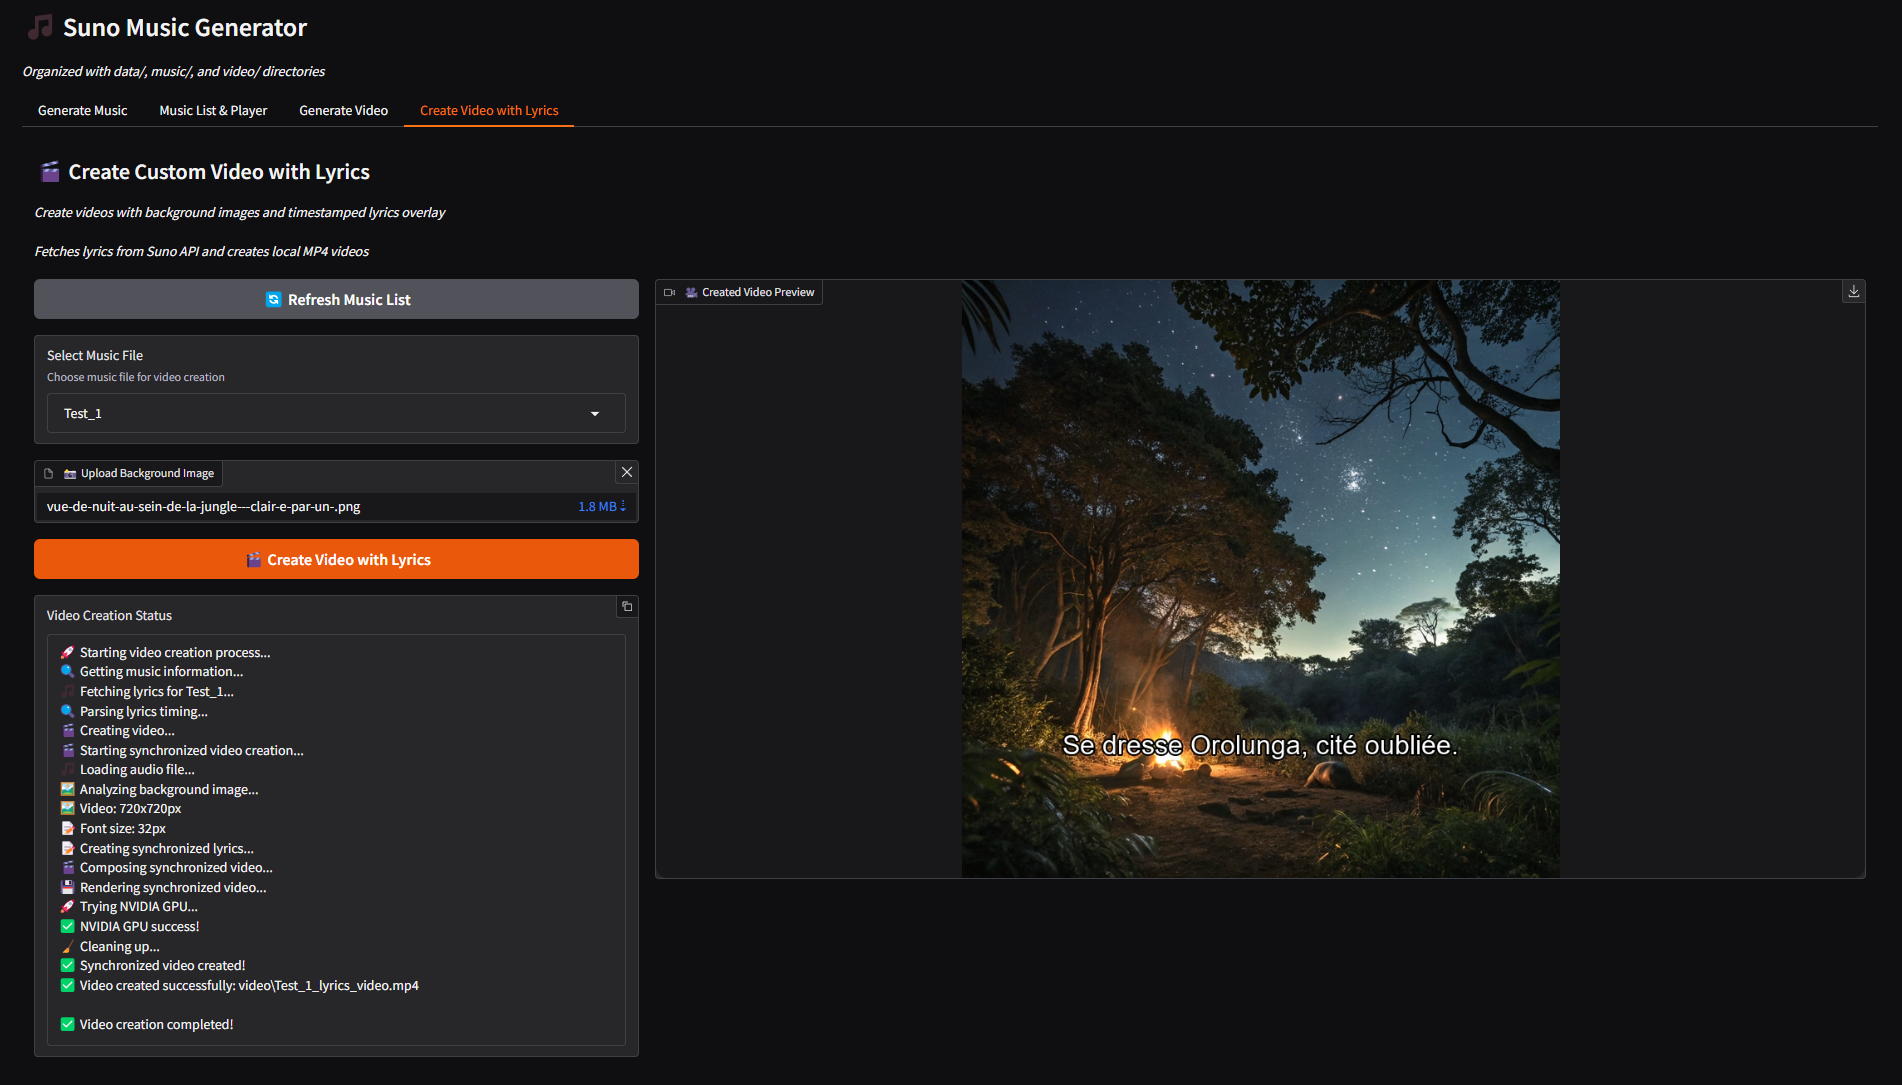 Suno Music Generator
Organized with data/, music/, and video/ directories
Generate Music
Music List & Player
Generate Video
Create Video with Lyrics
Create Custom Video with Lyrics
Create videos with background images and timestamped lyrics overlay
Fetches lyrics from Suno API and creates local MP4 videos
Refresh Music List
Select Music File
Choose music file for video creation
Test_1
Upload Background Image
vue-de-nuit-au-sein-de-la-jungle---clair-e-par-un-.png
1.8 MB ⇣
Create Video with Lyrics
Video Creation Status
🚀 Starting video creation process...
🔍 Getting music information...
🎵 Fetching lyrics for Test_1...
🔍 Parsing lyrics timing...
🎬 Creating video...
🎬 Starting synchronized video creation...
🎵 Loading audio file...
🖼️ Analyzing background image...
🖼️ Video: 720x720px
📝 Font size: 32px
📝 Creating synchronized lyrics...
🎬 Composing synchronized video...
💾 Rendering synchronized video...
🚀 Trying NVIDIA GPU...
✅ NVIDIA GPU success!
🧹 Cleaning up...
✅ Synchronized video created!
✅ Video created successfully: video\Test_1_lyrics_video.mp4
✅ Video creation completed!
Created Video Preview
Se dresse Orolunga, cité oubliée.